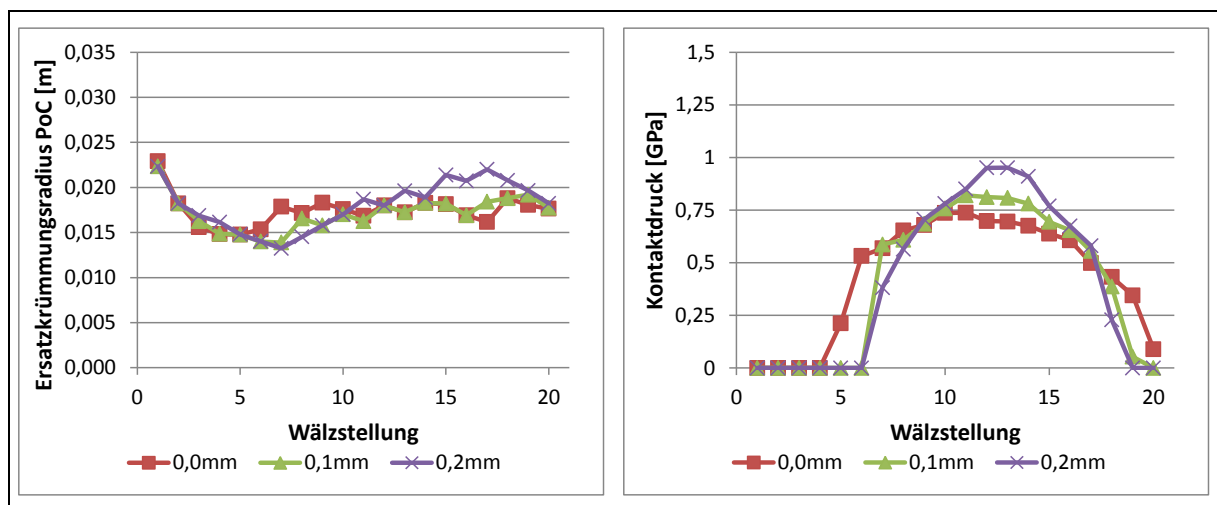 Ersatzkrümmungsradius PoC [m]
0,035
0,030
0,025
0,020
0,015
0,010
0,005
0,000
0 5 10 15 20
Wälzstellung
0,0mm 0,1mm 0,2mm
Kontaktdruck [GPa]
1,5
1,25
1
0,75
0,5
0,25
0
0 5 10 15 20
Wälzstellung
0,0mm 0,1mm 0,2mm